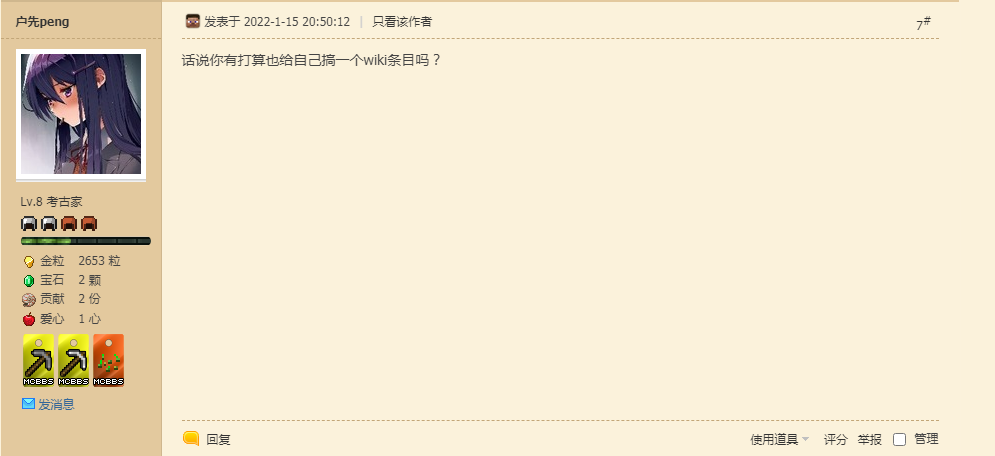 户先peng
发表于 2022-1-15 20:50:12 | 只看该作者
7#
话说你有打算也给自己搞一个wiki条目吗？
Lv.8 考古家
金粒 2653 粒
宝石 2 颗
贡献 2 份
爱心 1 心
MCBBS MCBBS MCBBS
发消息
回复
使用道具 评分 举报 管理